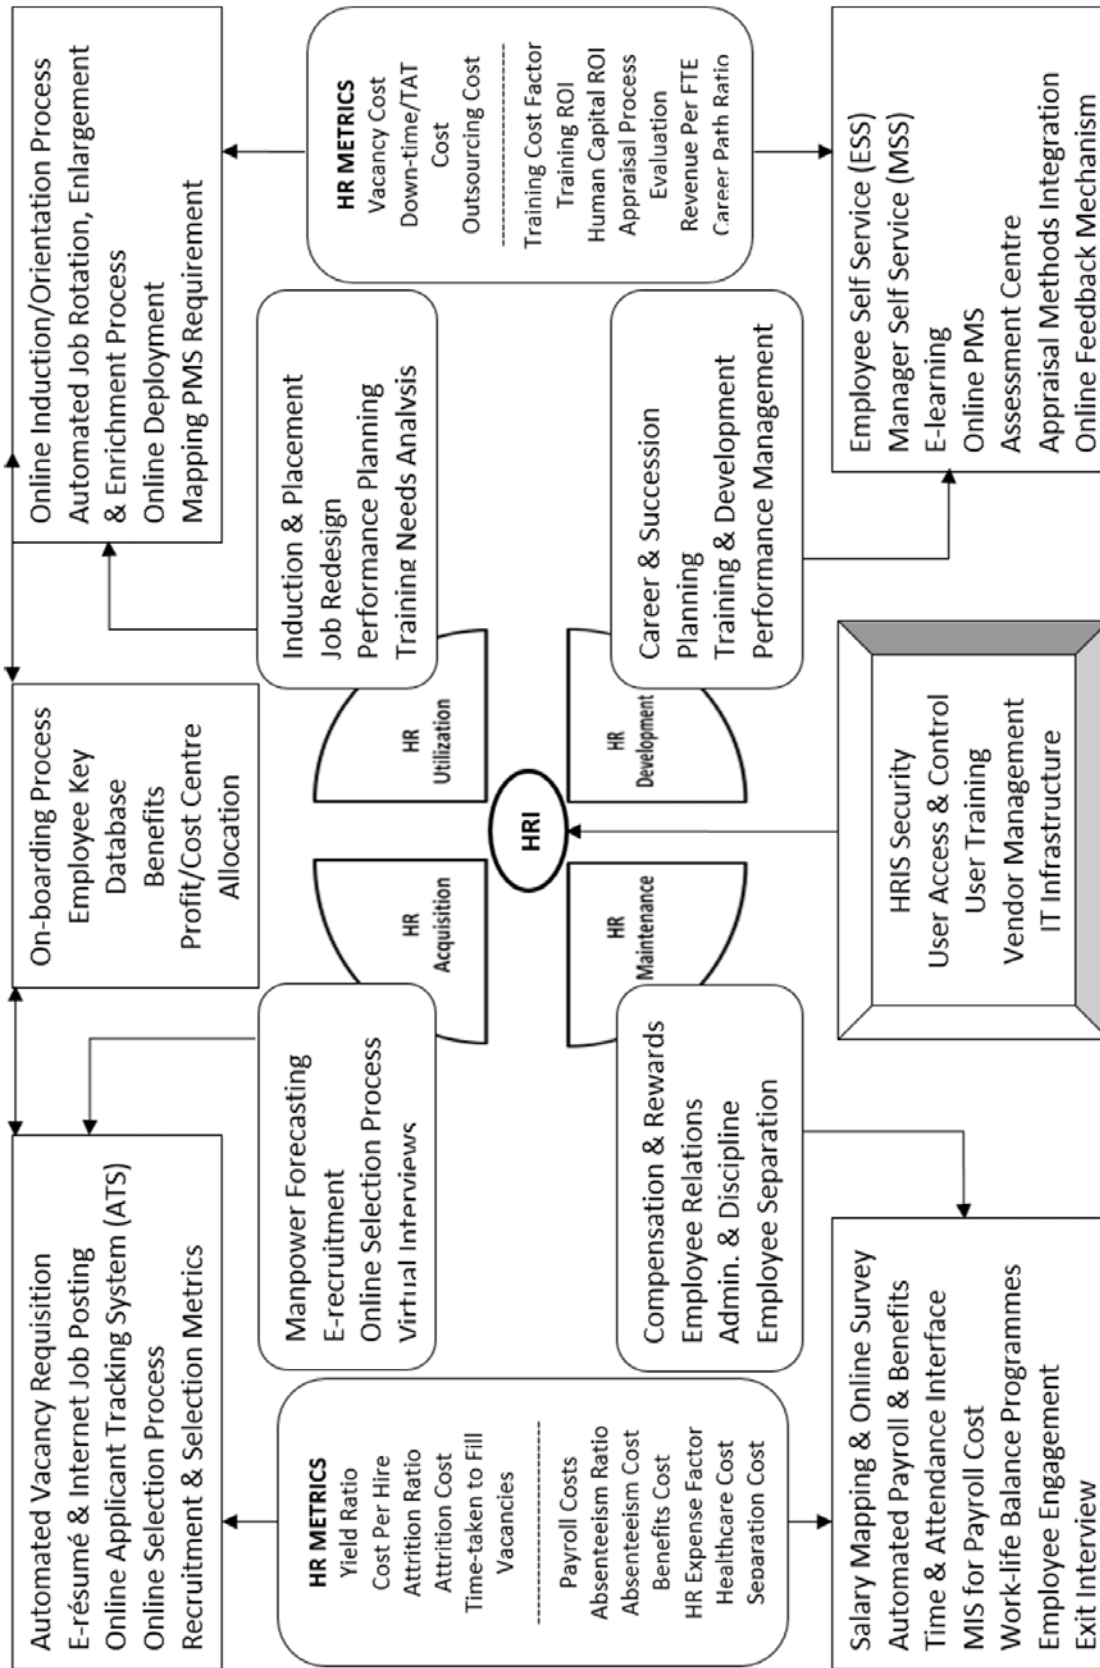 Automated Vacancy Requisition
E-résumé & Internet Job Posting
Online Applicant Tracking System (ATS)
Online Selection Process
Recruitment & Selection Metrics
On-boarding Process
Employee Key
Database
Benefits
Profit/Cost Centre
Allocation
Online Induction/Orientation Process
Automated Job Rotation, Enlargement
& Enrichment Process
Online Deployment
Mapping PMS Requirement
HR METRICS
Yield Ratio
Cost Per Hire
Attrition Ratio
Attrition Cost
Time-taken to Fill
Vacancies
Payroll Costs
Absenteeism Ratio
Absenteeism Cost
Benefits Cost
HR Expense Factor
Healthcare Cost
Separation Cost
Manpower Forecasting
E-recruitment
Online Selection Process
Virtual Interviews
HR
Acquisition
HR
Utilization
Induction & Placement
Job Redesign
Performance Planning
Training Needs Analysis
HR METRICS
Vacancy Cost
Down-time/TAT
Cost
Outsourcing Cost
Training Cost Factor
Training ROI
Human Capital ROI
Appraisal Process
Evaluation
Revenue Per FTE
Career Path Ratio
HRI
Compensation & Rewards
Employee Relations
Admin. & Discipline
Employee Separation
HR
Maintenance
HR
Development
Career & Succession
Planning
Training & Development
Performance Management
Salary Mapping & Online Survey
Automated Payroll & Benefits
Time & Attendance Interface
MIS for Payroll Cost
Work-life Balance Programmes
Employee Engagement
Exit Interview
HRIS Security
User Access & Control
User Training
Vendor Management
IT Infrastructure
Employee Self Service (ESS)
Manager Self Service (MSS)
E-learning
Online PMS
Assessment Centre
Appraisal Methods Integration
Online Feedback Mechanism